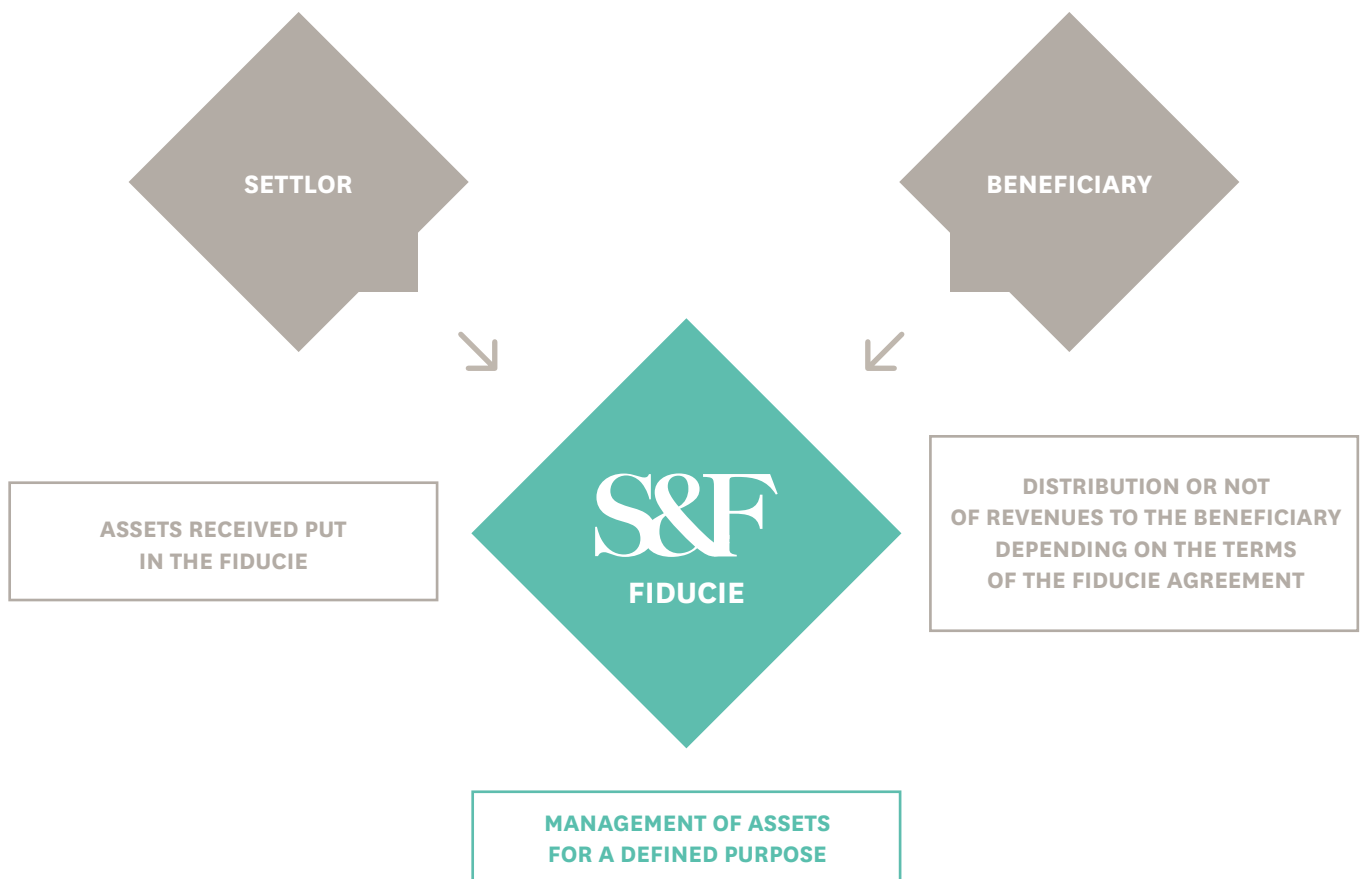 SETTLOR
BENEFICIARY
S&F
FIDUCIE
ASSETS RECEIVED PUT
IN THE FIDUCIE
DISTRIBUTION OR NOT
OF REVENUES TO THE BENEFICIARY
DEPENDING ON THE TERMS
OF THE FIDUCIE AGREEMENT
MANAGEMENT OF ASSETS
FOR A DEFINED PURPOSE